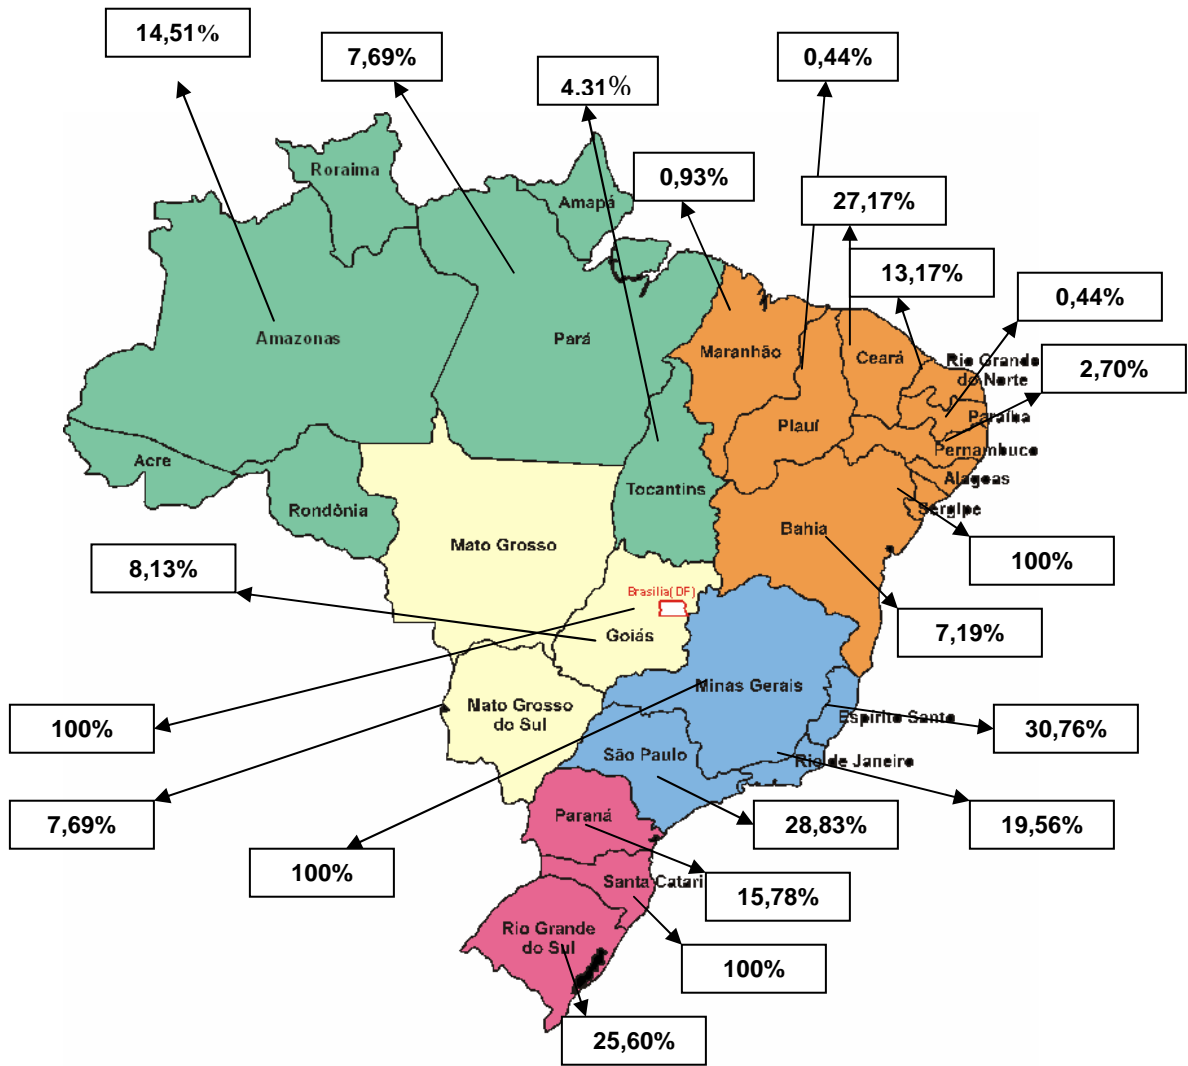 14,51%
7,69%
4.31%
0,44%
0,93%
27,17%
13,17%
0,44%
2,70%
Roraima
Amapá
Amazonas
Pará
Maranhão
Ceará
Rio Grande
do Norte
Paraíba
Piauí
Pernambuco
Acre
Alagoas
Tocantins
Sergipe
Rondônia
Bahia
Mato Grosso
100%
8,13%
Brasilia(DF)
Goiás
7,19%
Minas Gerais
Mato Grosso
do Sul
Espirito Santo
100%
30,76%
São Paulo
Rio de Janeiro
7,69%
Paraná
28,83%
19,56%
100%
Santa Catari
15,78%
Rio Grande
do Sul
100%
25,60%